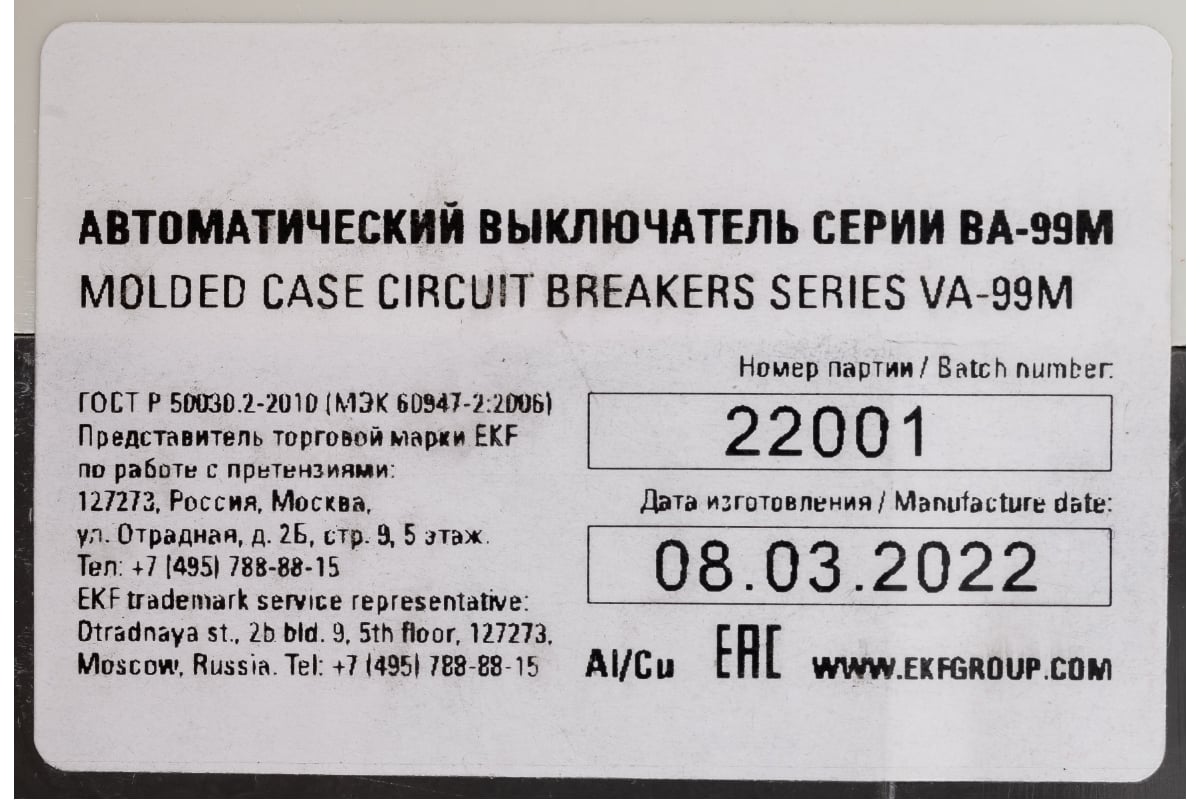 АВТОМАТИЧЕСКИЙ ВЫКЛЮЧАТЕЛЬ СЕРИИ ВА-99М
MOLDED CASE CIRCUIT BREAKERS SERIES VA-99M
ГОСТ Р 50030.2-2010 (МЭК 60947-2:2006)
Представитель торговой марки EKF
по работе с претензиями:
127273, Россия, Москва,
ул. Отрадная, д. 2Б, стр. 9, 5 этаж.
Тел: +7 (495) 788-88-15
EKF trademark service representative:
Otradnaya st., 2b bld. 9, 5th floor, 127273,
Moscow, Russia. Tel: +7 (495) 788-88-15
Номер партии / Batch number:
22001
Дата изготовления / Manufacture date:
08.03.2022
Al/Cu EAC WWW.EKFGROUP.COM